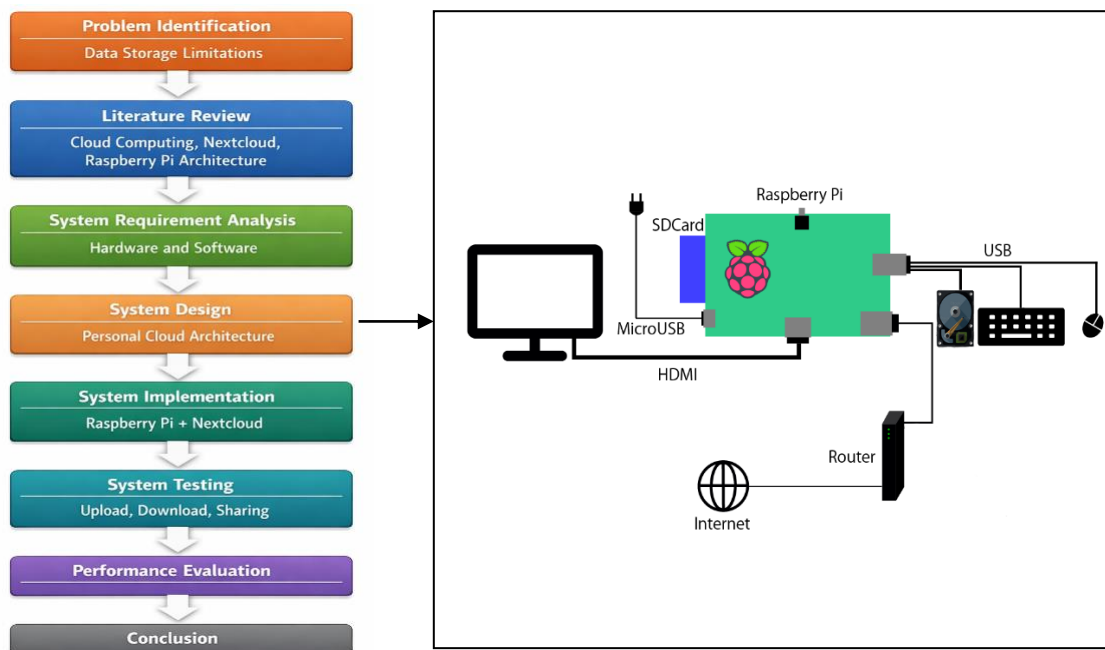 Problem Identification
Data Storage Limitations
Literature Review
Cloud Computing, Nextcloud,
Raspberry Pi Architecture
System Requirement Analysis
Hardware and Software
System Design
Personal Cloud Architecture
System Implementation
Raspberry Pi + Nextcloud
System Testing
Upload, Download, Sharing
Performance Evaluation
Conclusion
Raspberry Pi
SDCard
USB
MicroUSB
HDMI
Router
Internet